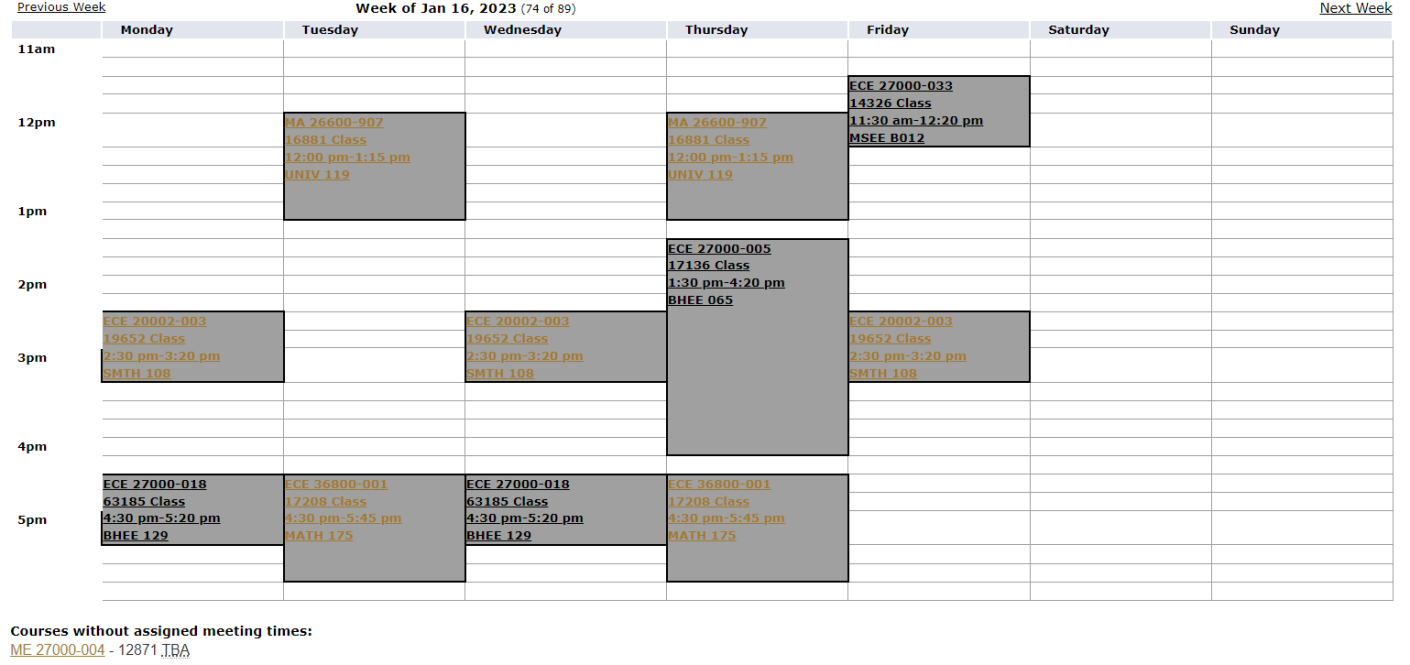 Previous Week
Week of Jan 16, 2023 (74 of 89)
Next Week
Monday Tuesday Wednesday Thursday Friday Saturday Sunday
11am
ECE 27000-033
14326 Class
11:30 am-12:20 pm
MSEE B012
12pm
MA 26600-907
16881 Class
12:00 pm-1:15 pm
UNIV 119
MA 26600-907
16881 Class
12:00 pm-1:15 pm
UNIV 119
1pm
ECE 27000-005
17136 Class
1:30 pm-4:20 pm
BHEE 065
2pm
ECE 20002-003
19652 Class
2:30 pm-3:20 pm
SMTH 108
ECE 20002-003
19652 Class
2:30 pm-3:20 pm
SMTH 108
ECE 20002-003
19652 Class
2:30 pm-3:20 pm
SMTH 108
3pm
4pm
ECE 27000-018
63185 Class
4:30 pm-5:20 pm
BHEE 129
ECE 36800-001
17208 Class
4:30 pm-5:45 pm
MATH 175
ECE 27000-018
63185 Class
4:30 pm-5:20 pm
BHEE 129
ECE 36800-001
17208 Class
4:30 pm-5:45 pm
MATH 175
5pm
Courses without assigned meeting times:
ME 27000-004 - 12871 TBA